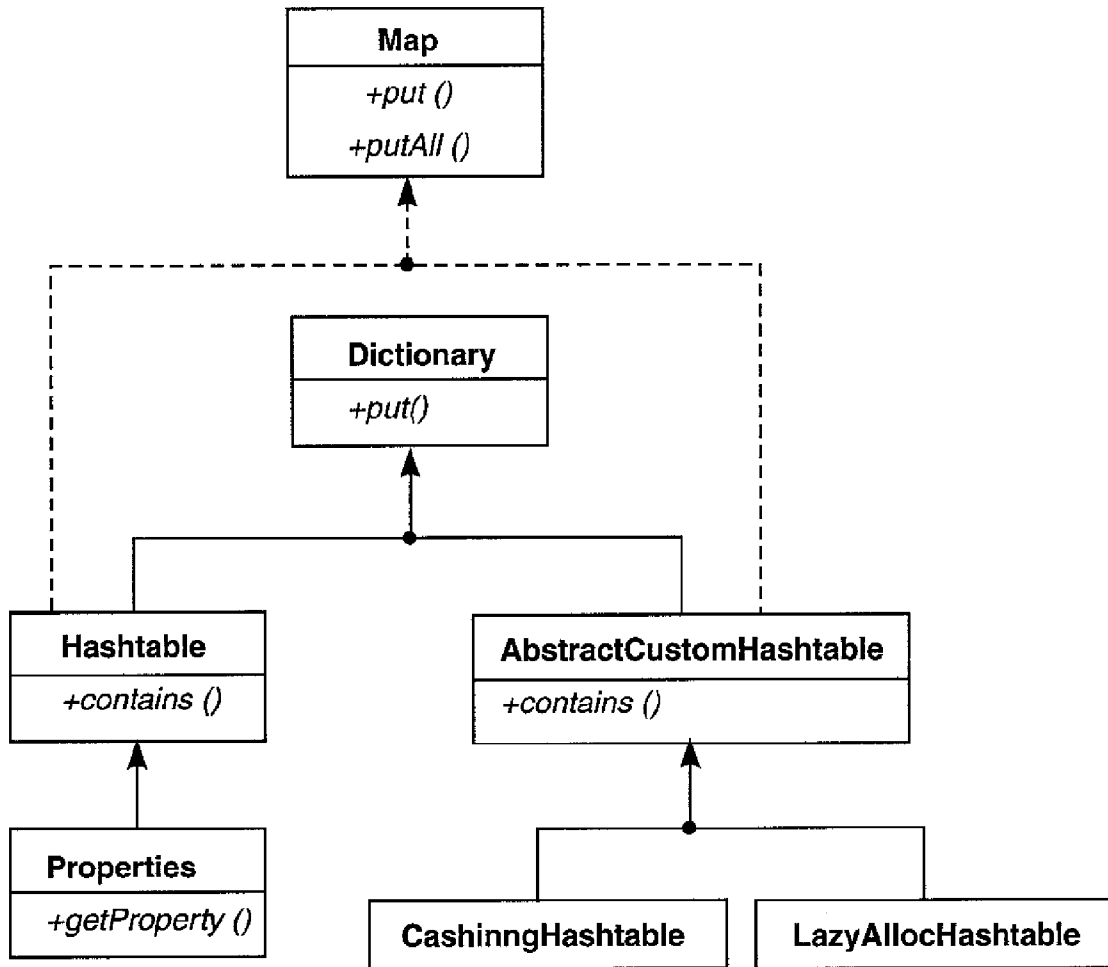 Map
+put ()
+putAll ()
Dictionary
+put()
Hashtable
+contains ()
AbstractCustomHashtable
+contains ()
Properties
+getProperty ()
CashinngHashtable
LazyAllocHashtable